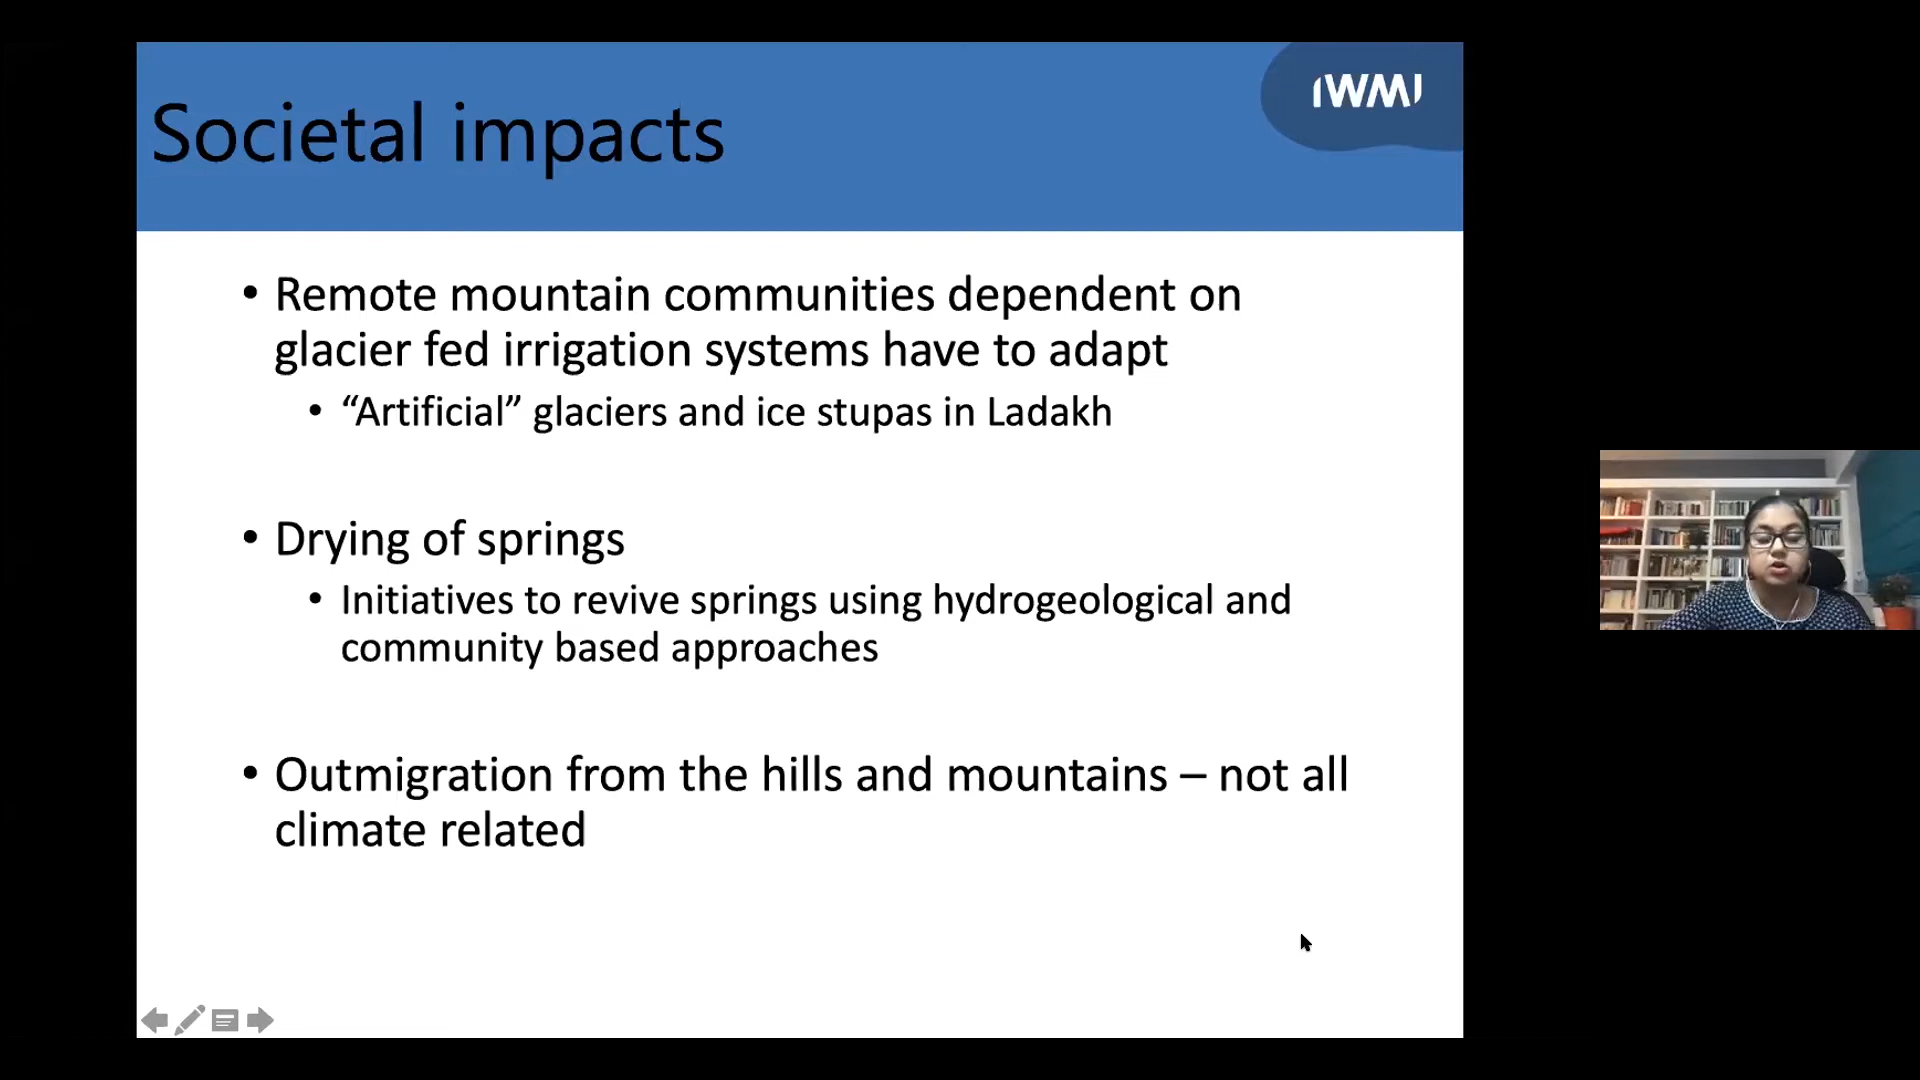 IWMI
Societal impacts
• Remote mountain communities dependent on
glacier fed irrigation systems have to adapt
• “Artificial” glaciers and ice stupas in Ladakh
• Drying of springs
• Initiatives to revive springs using hydrogeological and
community based approaches
• Outmigration from the hills and mountains – not all
climate related